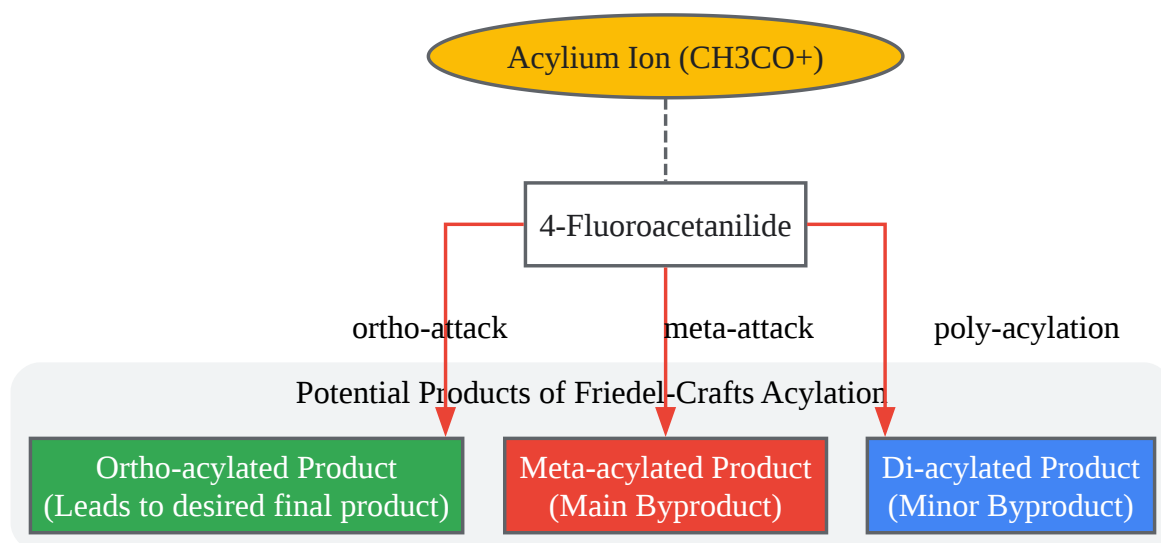 Acylium Ion (CH3CO+)
4-Fluoroacetanilide
ortho-attack
meta-attack
poly-acylation
Potential Products of Friedel-Crafts Acylation
Ortho-acylated Product
(Leads to desired final product)
Meta-acylated Product
(Main Byproduct)
Di-acylated Product
(Minor Byproduct)